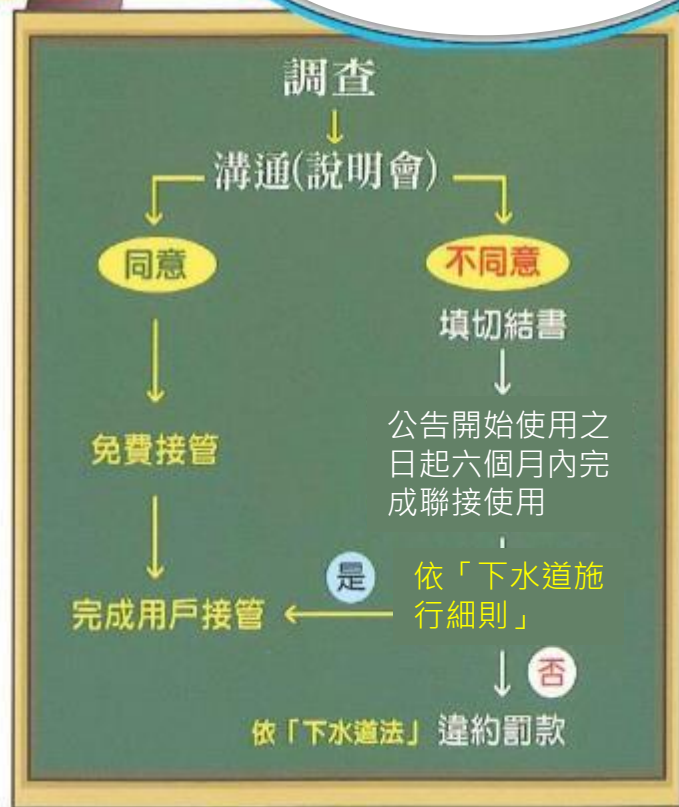 調查
溝通(說明會)
同意
不同意
填切結書
免費接管
公告開始使用之
日起六個月內完
成聯接使用
是
依「下水道施
行細則」
完成用戶接管
否
依「下水道法」違約罰款